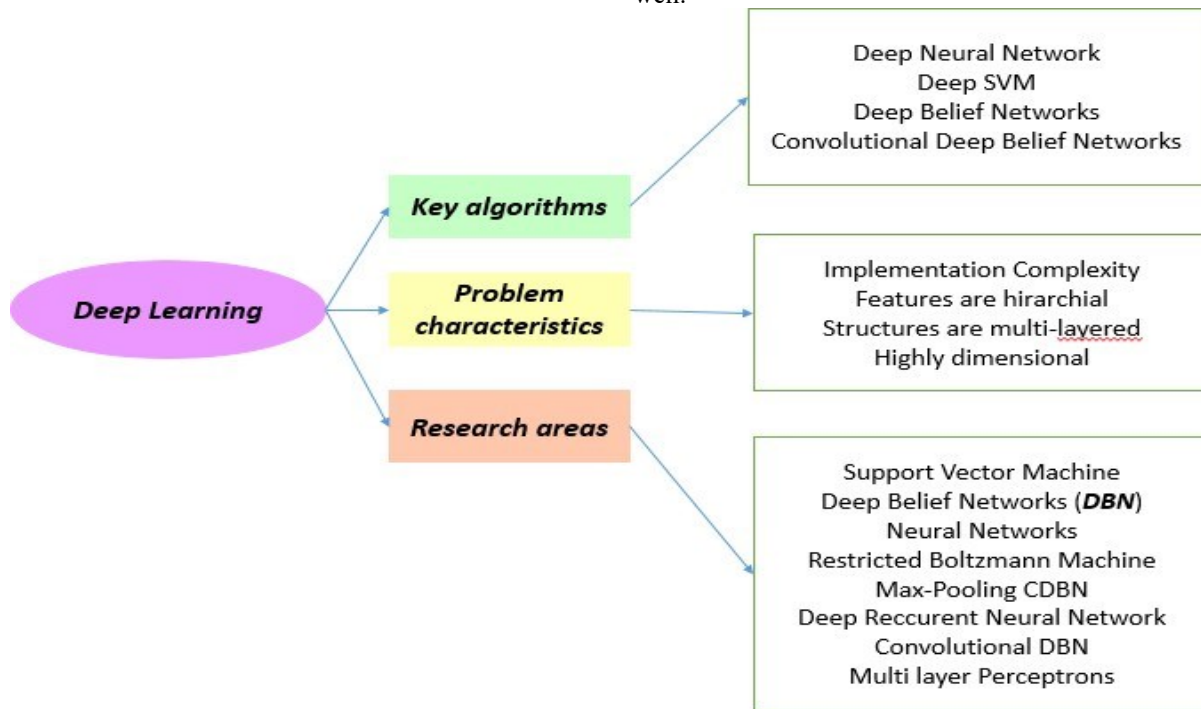 well.
Deep Learning
Key algorithms
Problem
characteristics
Research areas
Deep Neural Network
Deep SVM
Deep Belief Networks
Convolutional Deep Belief Networks
Implementation Complexity
Features are hirarchial
Structures are multi-layered
Highly dimensional
Support Vector Machine
Deep Belief Networks (DBN)
Neural Networks
Restricted Boltzmann Machine
Max-Pooling CDBN
Deep Reccurent Neural Network
Convolutional DBN
Multi layer Perceptrons